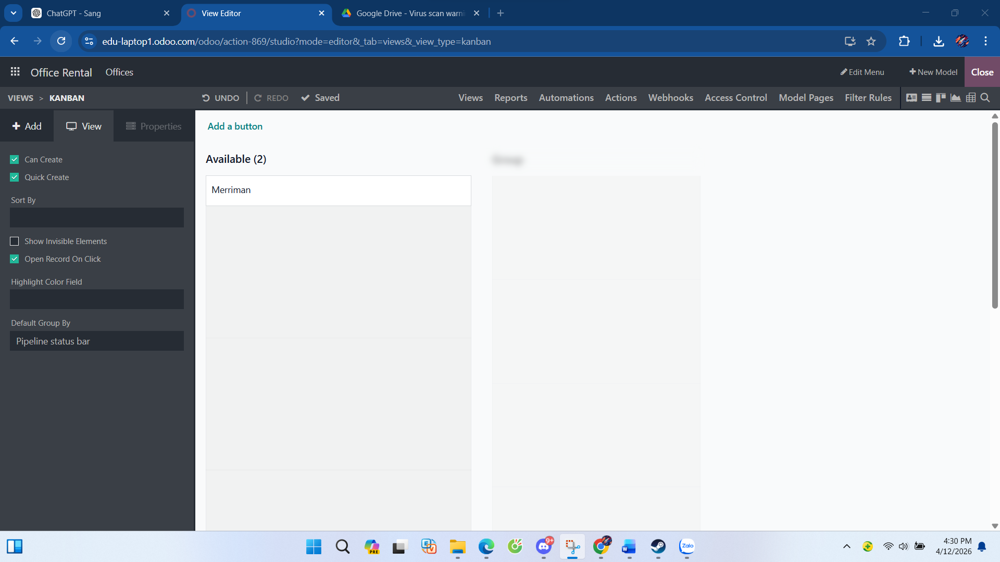 ChatGPT - Sang
View Editor
Google Drive - Virus scan warni
edu-laptop1.odoo.com/odoo/action-869/studio?mode=editor&_tab=views&_view_type=kanban
Office Rental
Offices
Edit Menu
New Model
Close
VIEWS > KANBAN
UNDO
REDO
Saved
Views
Reports
Automations
Actions
Webhooks
Access Control
Model Pages
Filter Rules
Add
View
Properties
Add a button
Can Create
Quick Create
Sort By
Show Invisible Elements
Open Record On Click
Highlight Color Field
Default Group By
Pipeline status bar
Available (2)
Group
Merriman
PRE
9+
Zalo
4:30 PM
4/12/2026